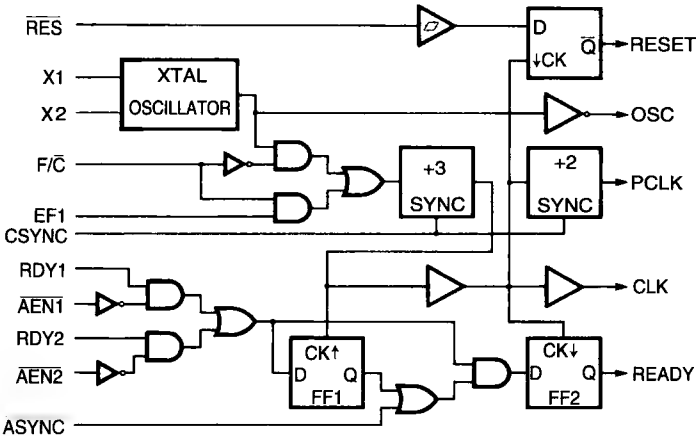 RES
D
Q
RESET
↓CK
X1
XTAL
OSCILLATOR
X2
OSC
F/C
+3
SYNC
+2
SYNC
PCLK
EF1
CSYNC
RDY1
CLK
AEN1
RDY2
CK↑
D
Q
FF1
CK↓
D
Q
FF2
READY
AEN2
ASYNC